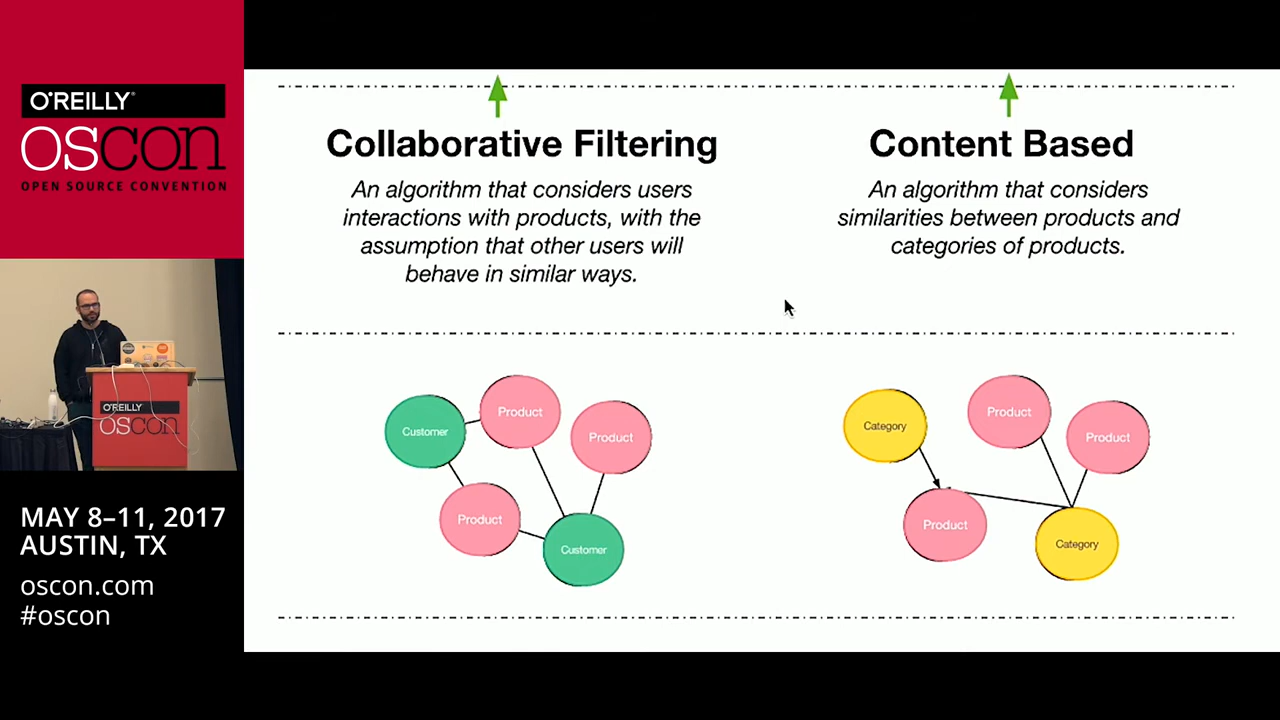 O'REILLY®
OSCON
OPEN SOURCE CONVENTION
O'REILLY
OSCON
MAY 8–11, 2017
AUSTIN, TX
oscon.com
#oscon
Collaborative Filtering
An algorithm that considers users
interactions with products, with the
assumption that other users will
behave in similar ways.
Content Based
An algorithm that considers
similarities between products and
categories of products.
Customer
Product
Product
Product
Customer
Category
Product
Product
Product
Category